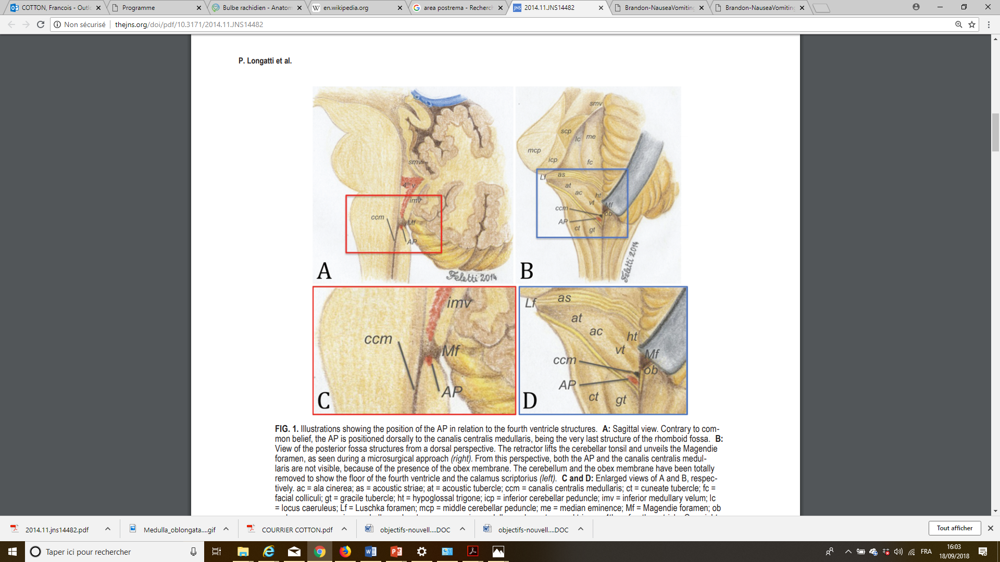 COTTON, Francois - Outl
Programme
Bulbe rachidien - Anatom
en.wikipedia.org
area postrema - Recherch
2014.11.JNS14482
Brandon-NauseaVomiting
Brandon-NauseaVomiting
Non sécurisé
thejns.org/doi/pdf/10.3171/2014.11.JNS14482
P. Longatti et al.
smv
4th v
imv
ccm
Mf
AP
A
Feletti 2014
smv
scp
lc
me
mcp
icp
fc
Lf
as
at
ac
ht
vt
ccm
Mf
ob
AP
ct
gt
B
Feletti 2014
imv
ccm
Mf
AP
C
Lf
as
at
ac
ht
vt
ccm
Mf
ob
AP
ct
gt
D
FIG. 1. Illustrations showing the position of the AP in relation to the fourth ventricle structures. A: Sagittal view. Contrary to com-
mon belief, the AP is positioned dorsally to the canalis centralis medullaris, being the very last structure of the rhomboid fossa. B:
View of the posterior fossa structures from a dorsal perspective. The retractor lifts the cerebellar tonsil and unveils the Magendie
foramen, as seen during a microsurgical approach (right). From this perspective, both the AP and the canalis centralis medul-
laris are not visible, because of the presence of the obex membrane. The cerebellum and the obex membrane have been totally
removed to show the floor of the fourth ventricle and the calamus scriptorius (left). C and D: Enlarged views of A and B, respec-
tively. ac = ala cinerea; as = acoustic striae; at = acoustic tubercle; ccm = canalis centralis medullaris; ct = cuneate tubercle; fc =
facial colliculi; gt = gracile tubercle; ht = hypoglossal trigone; icp = inferior cerebellar peduncle; imv = inferior medullary velum; lc
= locus caeruleus; Lf = Luschka foramen; mcp = middle cerebellar peduncle; me = median eminence; Mf = Magendie foramen; ob
2014.11.jns14482.pdf
Medulla_oblongata....gif
COURRIER COTTON.pdf
objectifs-nouvell....DOC
objectifs-nouvell....DOC
Tout afficher
Taper ici pour rechercher
FRA
16:03
18/09/2018